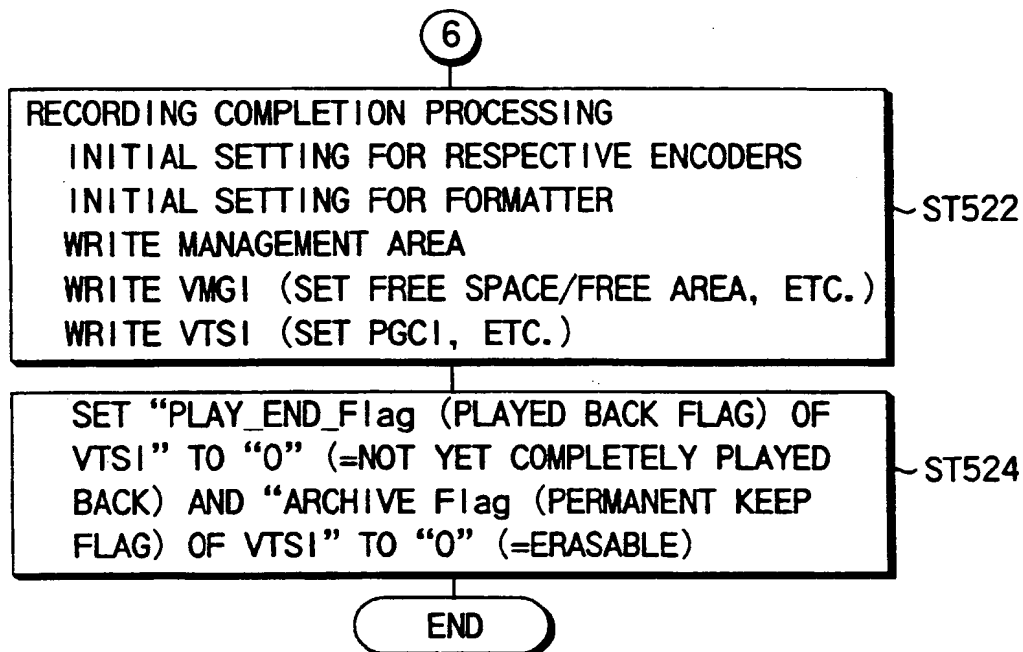 6
RECORDING COMPLETION PROCESSING
INITIAL SETTING FOR RESPECTIVE ENCODERS
INITIAL SETTING FOR FORMATTER
WRITE MANAGEMENT AREA
WRITE VMGI (SET FREE SPACE/FREE AREA, ETC.)
WRITE VTSI (SET PGCI, ETC.)
ST522
SET “PLAY_END_Flag (PLAYED BACK FLAG) OF
VTSI” TO “0” (=NOT YET COMPLETELY PLAYED
BACK) AND “ARCHIVE Flag (PERMANENT KEEP
FLAG) OF VTSI” TO “0” (=ERASABLE)
ST524
END